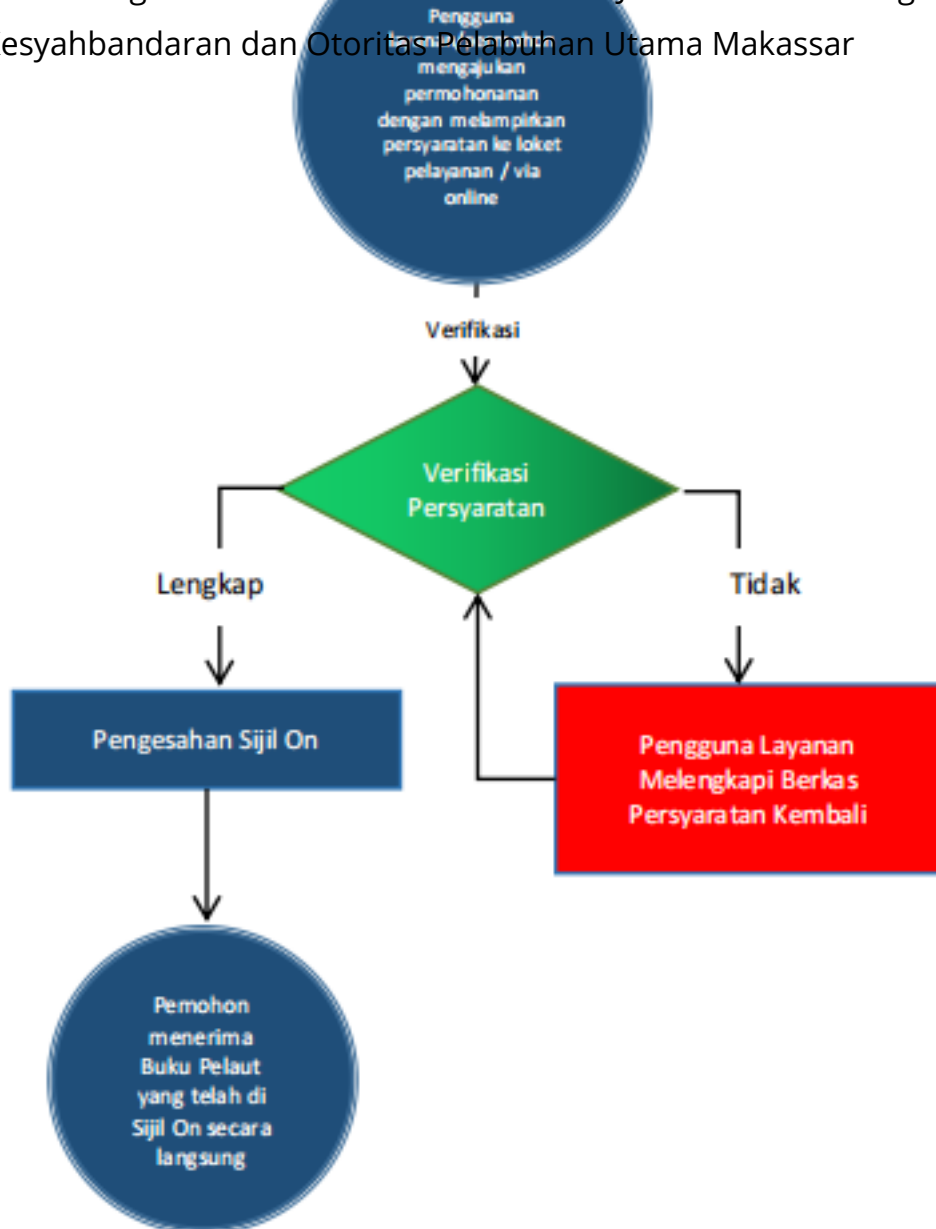 Pengguna
esyahbandaran dan Otoritas Pelabuhan Utama Makassar
mengajukan
permohonanan
dengan melampirkan
persyaratan ke loket
pelayanan / via
online
Verifikasi
Verifikasi
Persyaratan
Lengkap
Tidak
Pengesahan Sijil On
Pengguna Layanan
Melengkapi Berkas
Persyaratan Kembali
Pemohon
menerima
Buku Pelaut
yang telah di
Sijil On secara
langsung